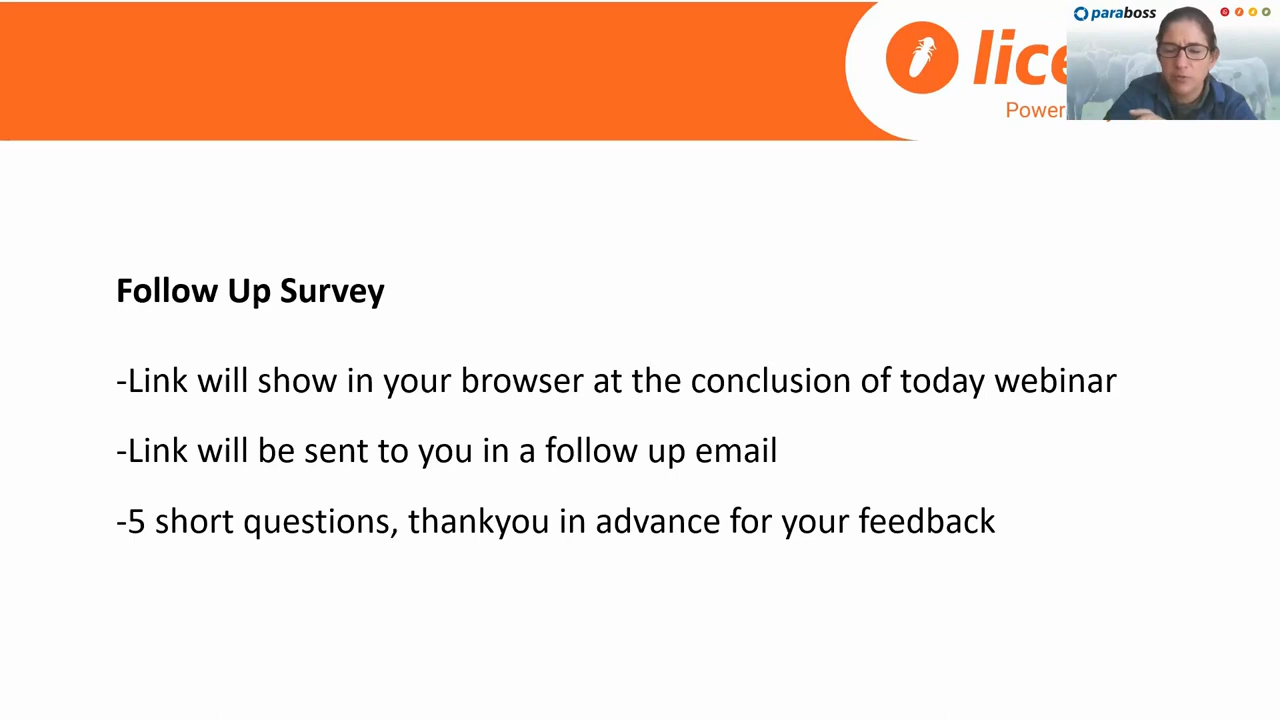 paraboss
lice
Power
Follow Up Survey
-Link will show in your browser at the conclusion of today webinar
-Link will be sent to you in a follow up email
-5 short questions, thankyou in advance for your feedback